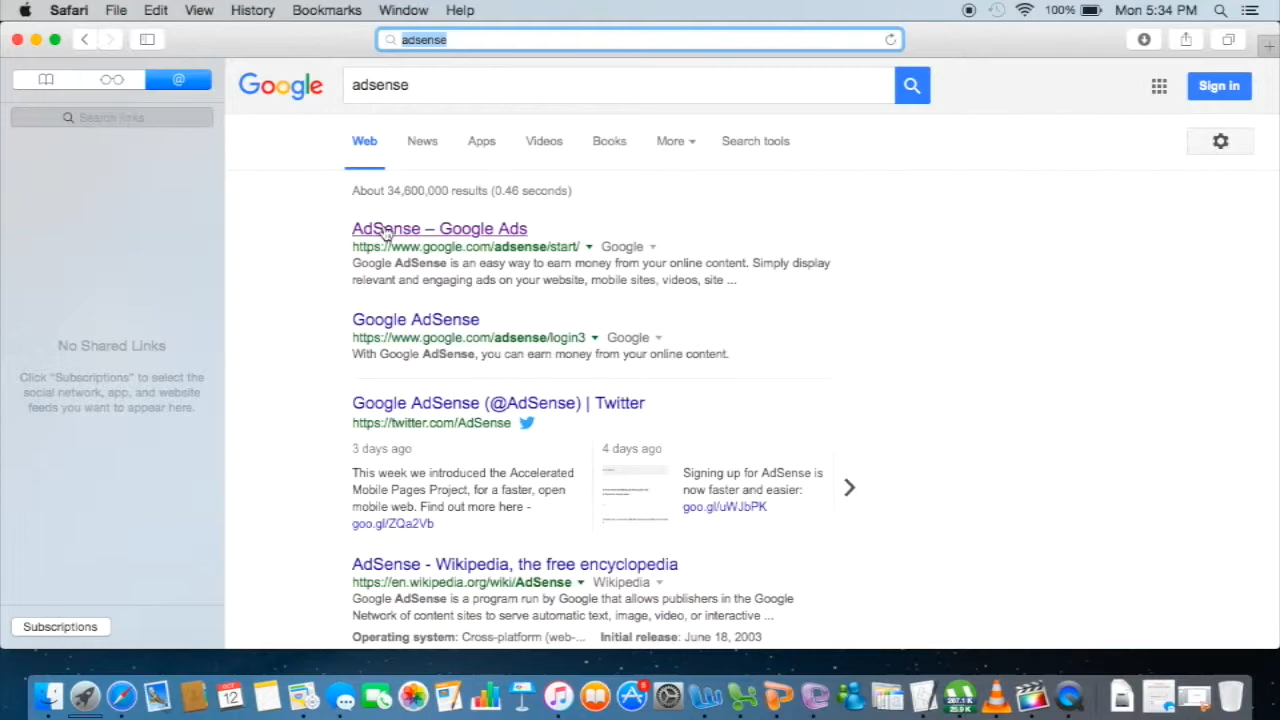 Safari File Edit View History Bookmarks Window Help 100% Mon 5:34 PM
adsense
@
Search links
Google adsense Sign in
Web News Apps Videos Books More Search tools
About 34,600,000 results (0.46 seconds)
AdSense – Google Ads
https://www.google.com/adsense/start/ Google
Google AdSense is an easy way to earn money from your online content. Simply display
relevant and engaging ads on your website, mobile sites, videos, site ...
Google AdSense
https://www.google.com/adsense/login3 Google
With Google AdSense, you can earn money from your online content.
No Shared Links
Click "Subscriptions" to select the
social network, app, and website
feeds you want to appear here.
Google AdSense (@AdSense) | Twitter
https://twitter.com/AdSense
3 days ago
This week we introduced the Accelerated
Mobile Pages Project, for a faster, open
mobile web. Find out more here -
goo.gl/ZQa2Vb
4 days ago
Signing up for AdSense is
now faster and easier:
goo.gl/uWJbPK
AdSense - Wikipedia, the free encyclopedia
https://en.wikipedia.org/wiki/AdSense Wikipedia
Google AdSense is a program run by Google that allows publishers in the Google
Network of content sites to serve automatic text, image, video, or interactive ...
Operating system: Cross-platform (web-... Initial release: June 18, 2003
Subscriptions
OCT
12